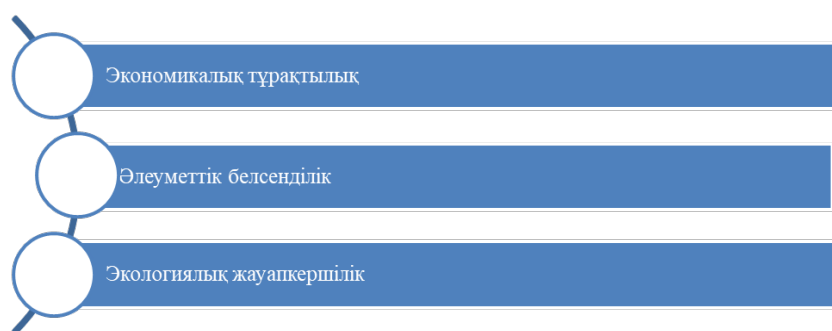 Экономикалық тұрақтылық
Әлеуметтік белсенділік
Экологиялық жауапкершілік